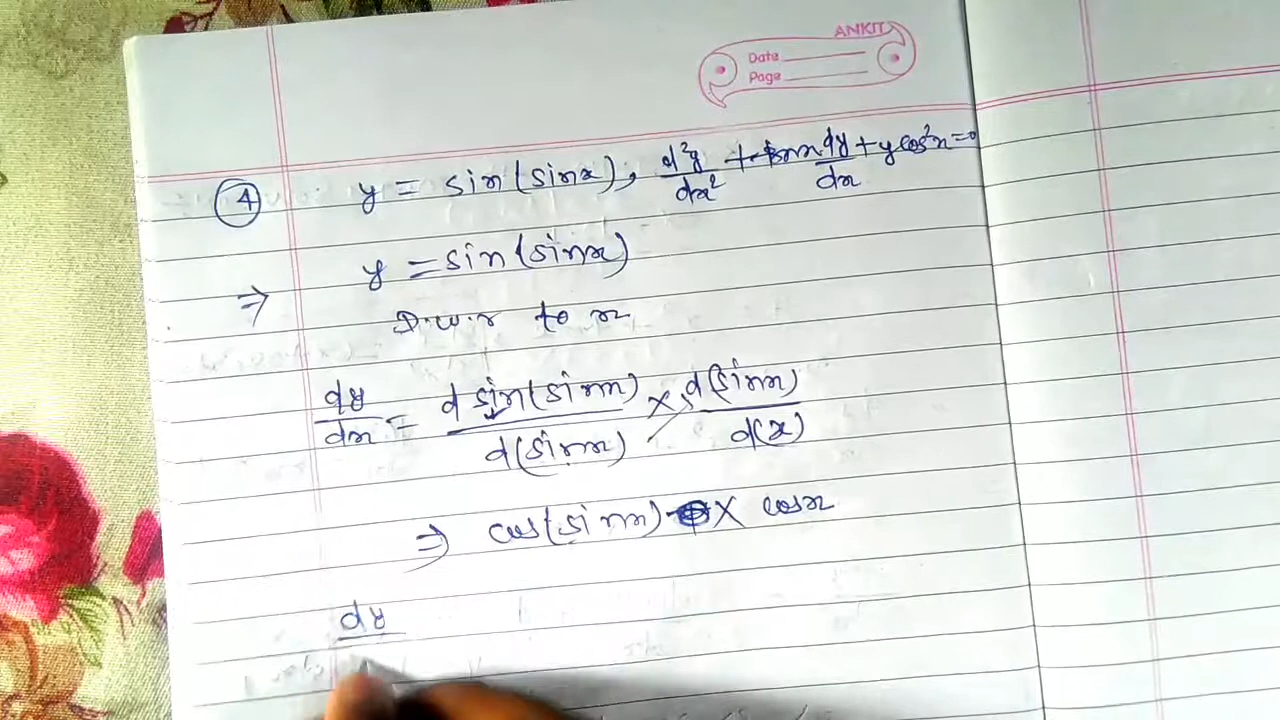 ANKIT
Date
Page
④ y = sin(sinx), d²y/dx² + tanx dy/dx + y cos²x = 0
⇒ y = sin(sinx)
D.w.r to x
dy/dx = d sin(sinx)/d(sinx) × d(sinx)/d(x)
⇒ cos(sinx) × cosx
dy